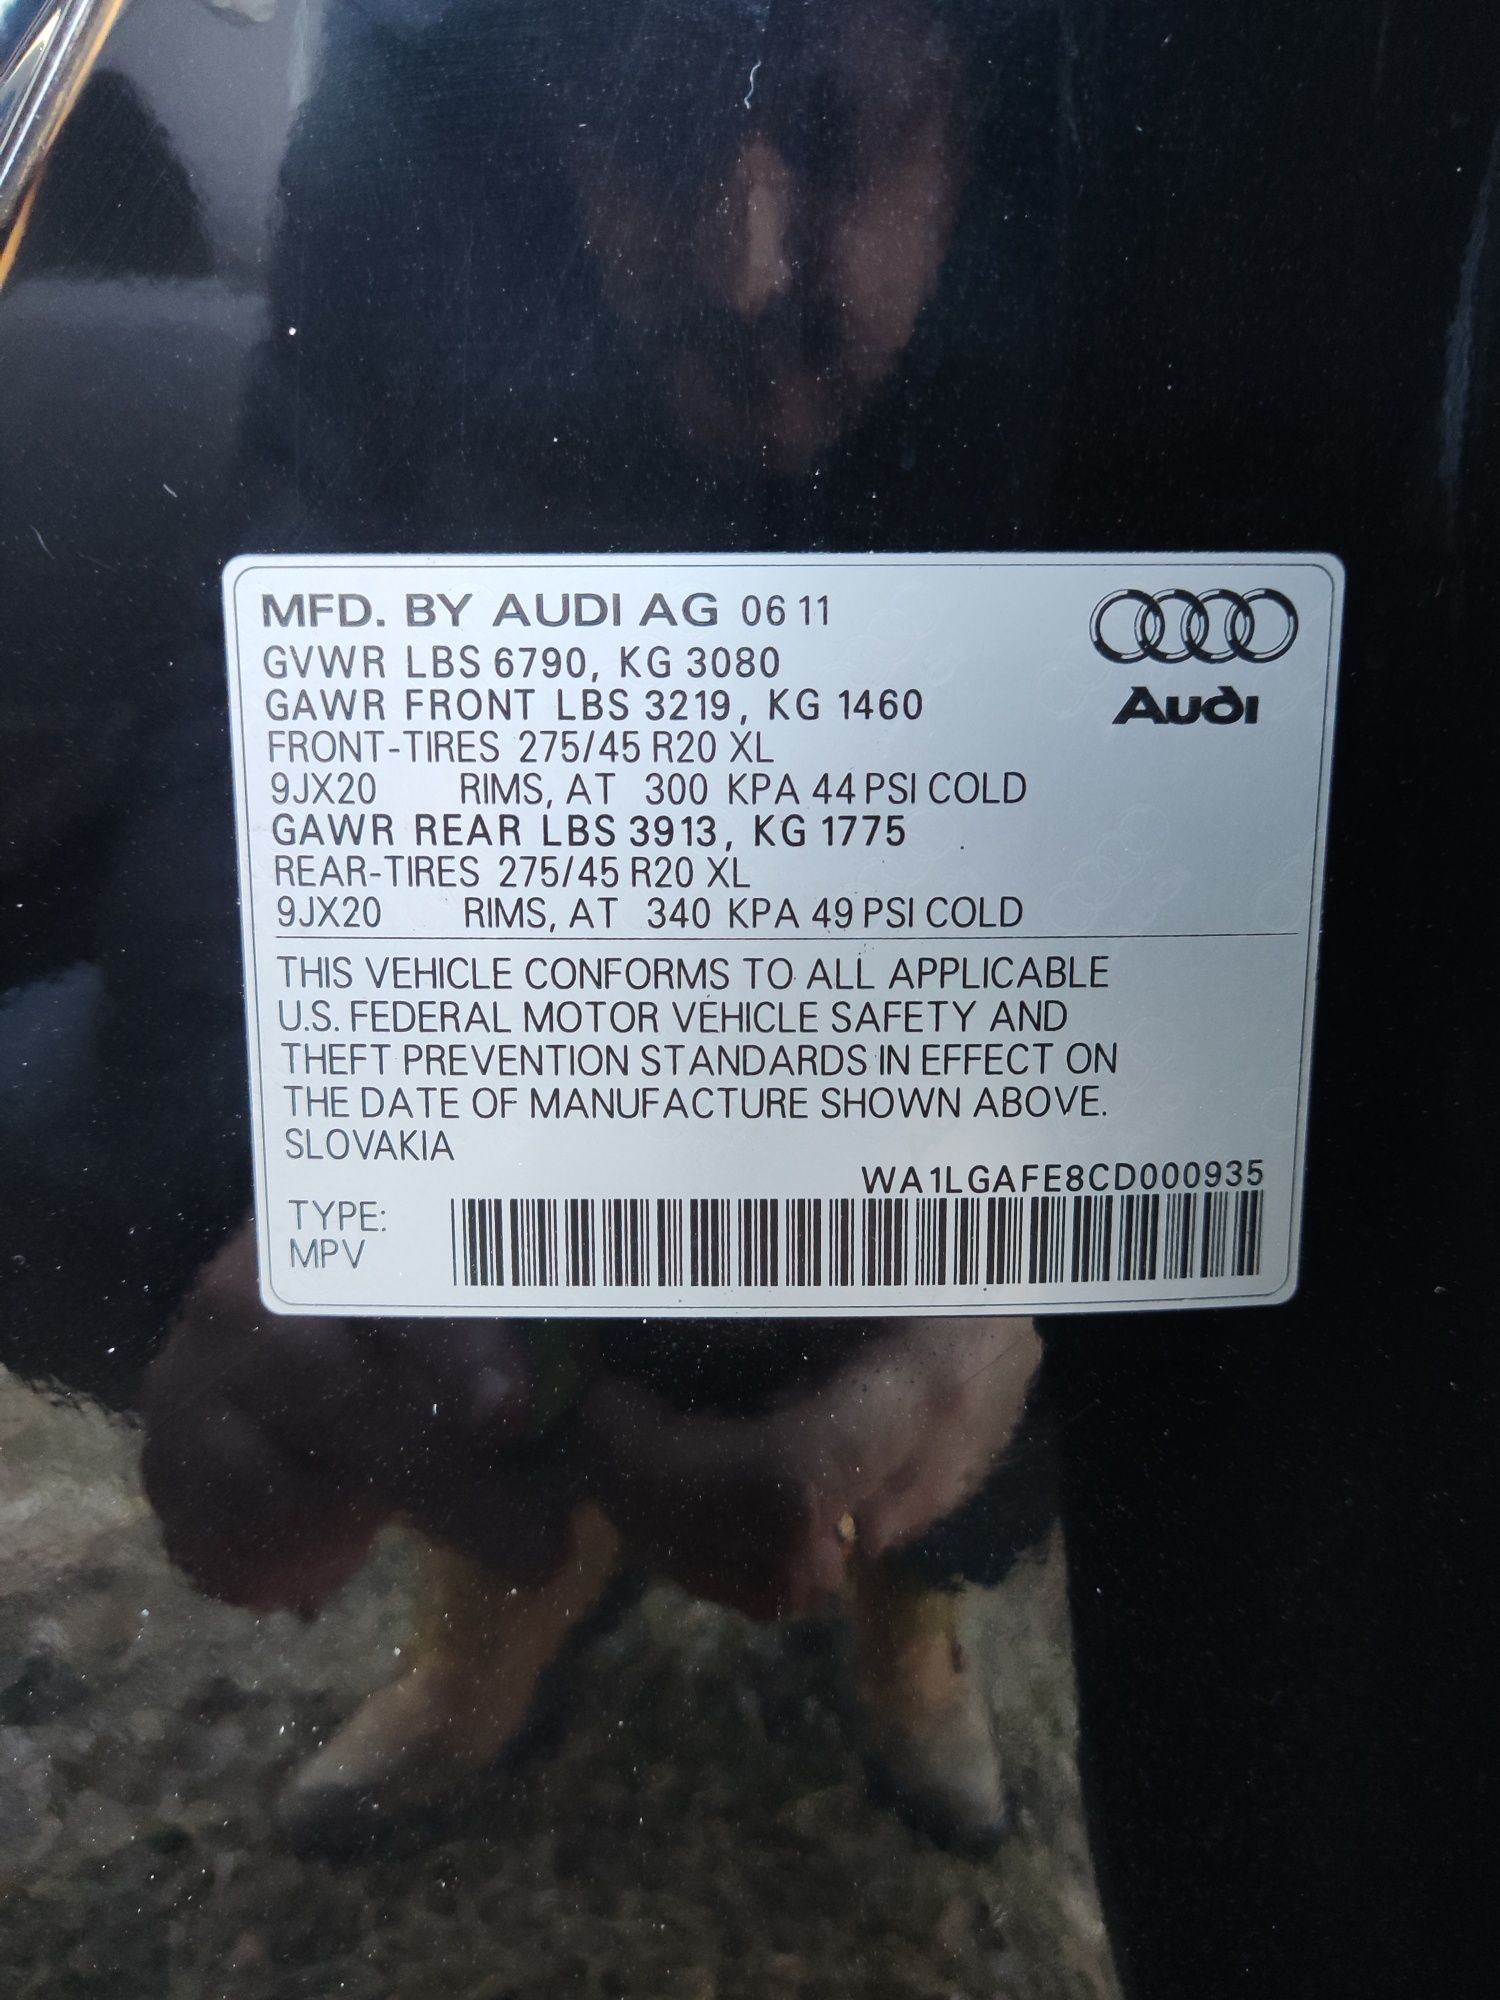 MFD. BY AUDI AG 06 11
GVWR LBS 6790, KG 3080
GAWR FRONT LBS 3219, KG 1460
FRONT-TIRES 275/45 R20 XL
9JX20 RIMS, AT 300 KPA 44 PSI COLD
GAWR REAR LBS 3913, KG 1775
REAR-TIRES 275/45 R20 XL
9JX20 RIMS, AT 340 KPA 49 PSI COLD
Audi
THIS VEHICLE CONFORMS TO ALL APPLICABLE
U.S. FEDERAL MOTOR VEHICLE SAFETY AND
THEFT PREVENTION STANDARDS IN EFFECT ON
THE DATE OF MANUFACTURE SHOWN ABOVE.
SLOVAKIA
WA1LGAFE8CD000935
TYPE:
MPV